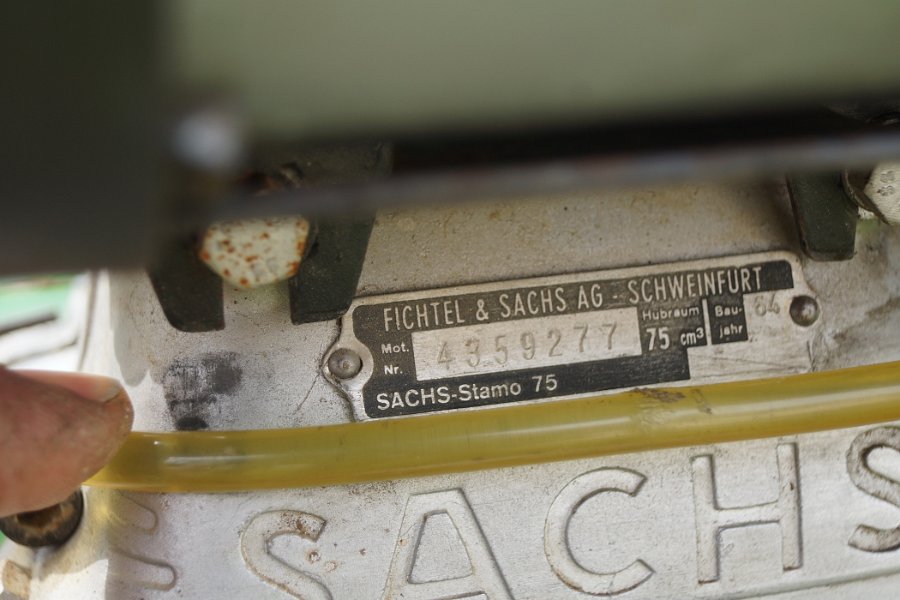 FICHTEL & SACHS AG - SCHWEINFURT
Mot. Nr. 4359277
Hubraum 75 cm³
Bau- jahr 64
SACHS-Stamo 75
SACHS